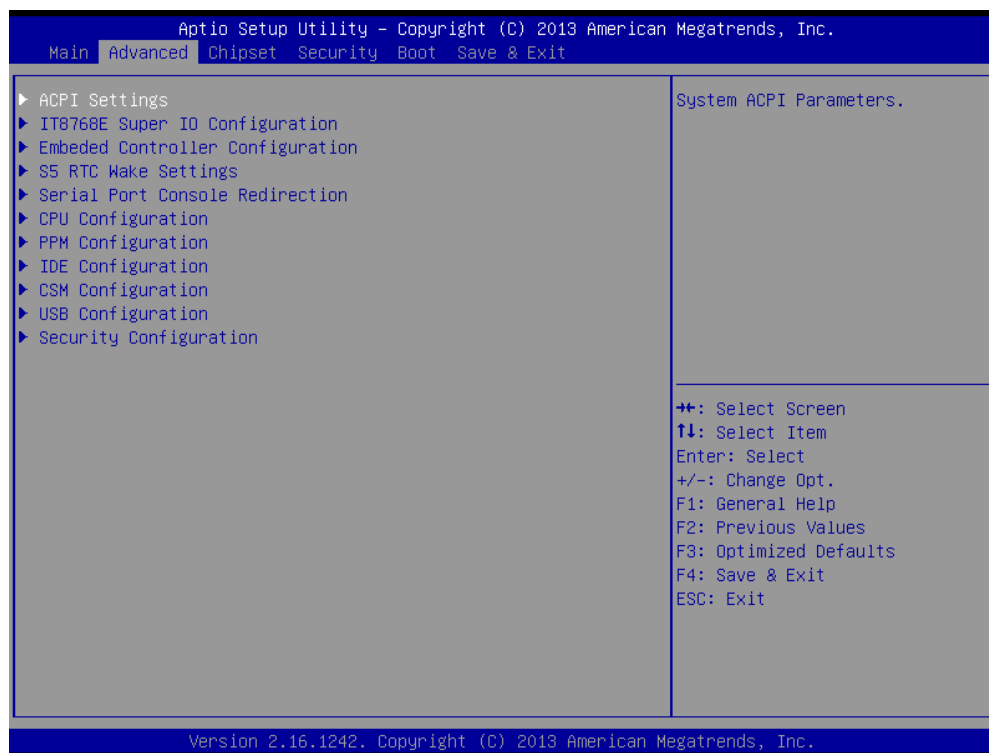 Aptio Setup Utility – Copyright (C) 2013 American Megatrends, Inc.
Main Advanced Chipset Security Boot Save & Exit
▶ ACPI Settings
▶ IT8768E Super IO Configuration
▶ Embeded Controller Configuration
▶ S5 RTC Wake Settings
▶ Serial Port Console Redirection
▶ CPU Configuration
▶ PPM Configuration
▶ IDE Configuration
▶ CSM Configuration
▶ USB Configuration
▶ Security Configuration
System ACPI Parameters.
→←: Select Screen
↑↓: Select Item
Enter: Select
+/-: Change Opt.
F1: General Help
F2: Previous Values
F3: Optimized Defaults
F4: Save & Exit
ESC: Exit
Version 2.16.1242. Copyright (C) 2013 American Megatrends, Inc.